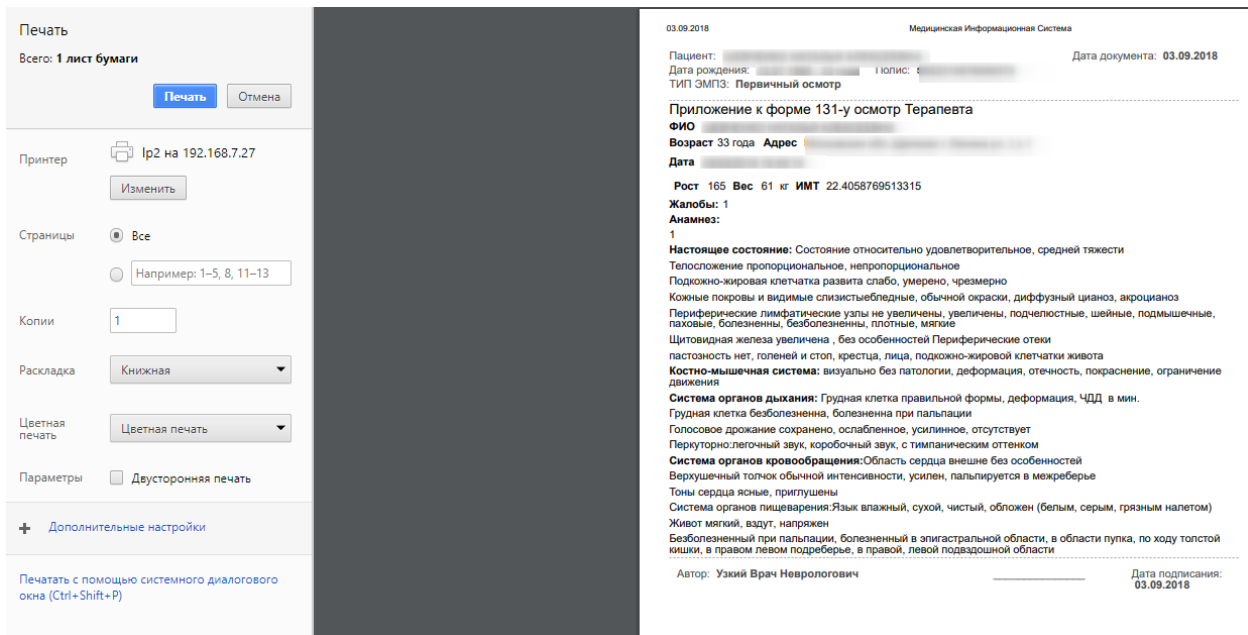 Печать
Всего: 1 лист бумаги
Печать
Отмена
Принтер
lp2 на 192.168.7.27
Изменить
Страницы
Все
Например: 1–5, 8, 11–13
Копии
1
Раскладка
Книжная
Цветная
печать
Цветная печать
Параметры
Двусторонняя печать
+ Дополнительные настройки
Печатать с помощью системного диалогового
окна (Ctrl+Shift+P)
03.09.2018
Медицинская Информационная Система
Пациент:
Дата документа: 03.09.2018
Дата рождения:
Полис:
ТИП ЭМПЗ: Первичный осмотр
Приложение к форме 131-у осмотр Терапевта
ФИО
Возраст 33 года Адрес
Дата
Рост 165 Вес 61 кг ИМТ 22.4058769513315
Жалобы: 1
Анамнез:
1
Настоящее состояние: Состояние относительно удовлетворительное, средней тяжести
Телосложение пропорциональное, непропорциональное
Подкожно-жировая клетчатка развита слабо, умерено, чрезмерно
Кожные покровы и видимые слизистыебледные, обычной окраски, диффузный цианоз, акроцианоз
Периферические лимфатические узлы не увеличены, увеличены, подчелюстные, шейные, подмышечные,
паховые, болезненны, безболезненны, плотные, мягкие
Щитовидная железа увеличена , без особенностей Периферические отеки
пастозность нет, голеней и стоп, крестца, лица, подкожно-жировой клетчатки живота
Костно-мышечная система: визуально без патологии, деформация, отечность, покраснение, ограничение
движения
Система органов дыхания: Грудная клетка правильной формы, деформация, ЧДД в мин.
Грудная клетка безболезненна, болезненна при пальпации
Голосовое дрожание сохранено, ослабленное, усилинное, отсутствует
Перкуторно:легочный звук, коробочный звук, с тимпаническим оттенком
Система органов кровообращения:Область сердца внешне без особенностей
Верхушечный толчок обычной интенсивности, усилен, пальпируется в межреберье
Тоны сердца ясные, приглушены
Система органов пищеварения:Язык влажный, сухой, чистый, обложен (белым, серым, грязным налетом)
Живот мягкий, вздут, напряжен
Безболезненный при пальпации, болезненный в эпигастральной области, в области пупка, по ходу толстой
кишки, в правом левом подреберье, в правой, левой подвздошной области
Автор: Узкий Врач Неврологович
Дата подписания:
03.09.2018